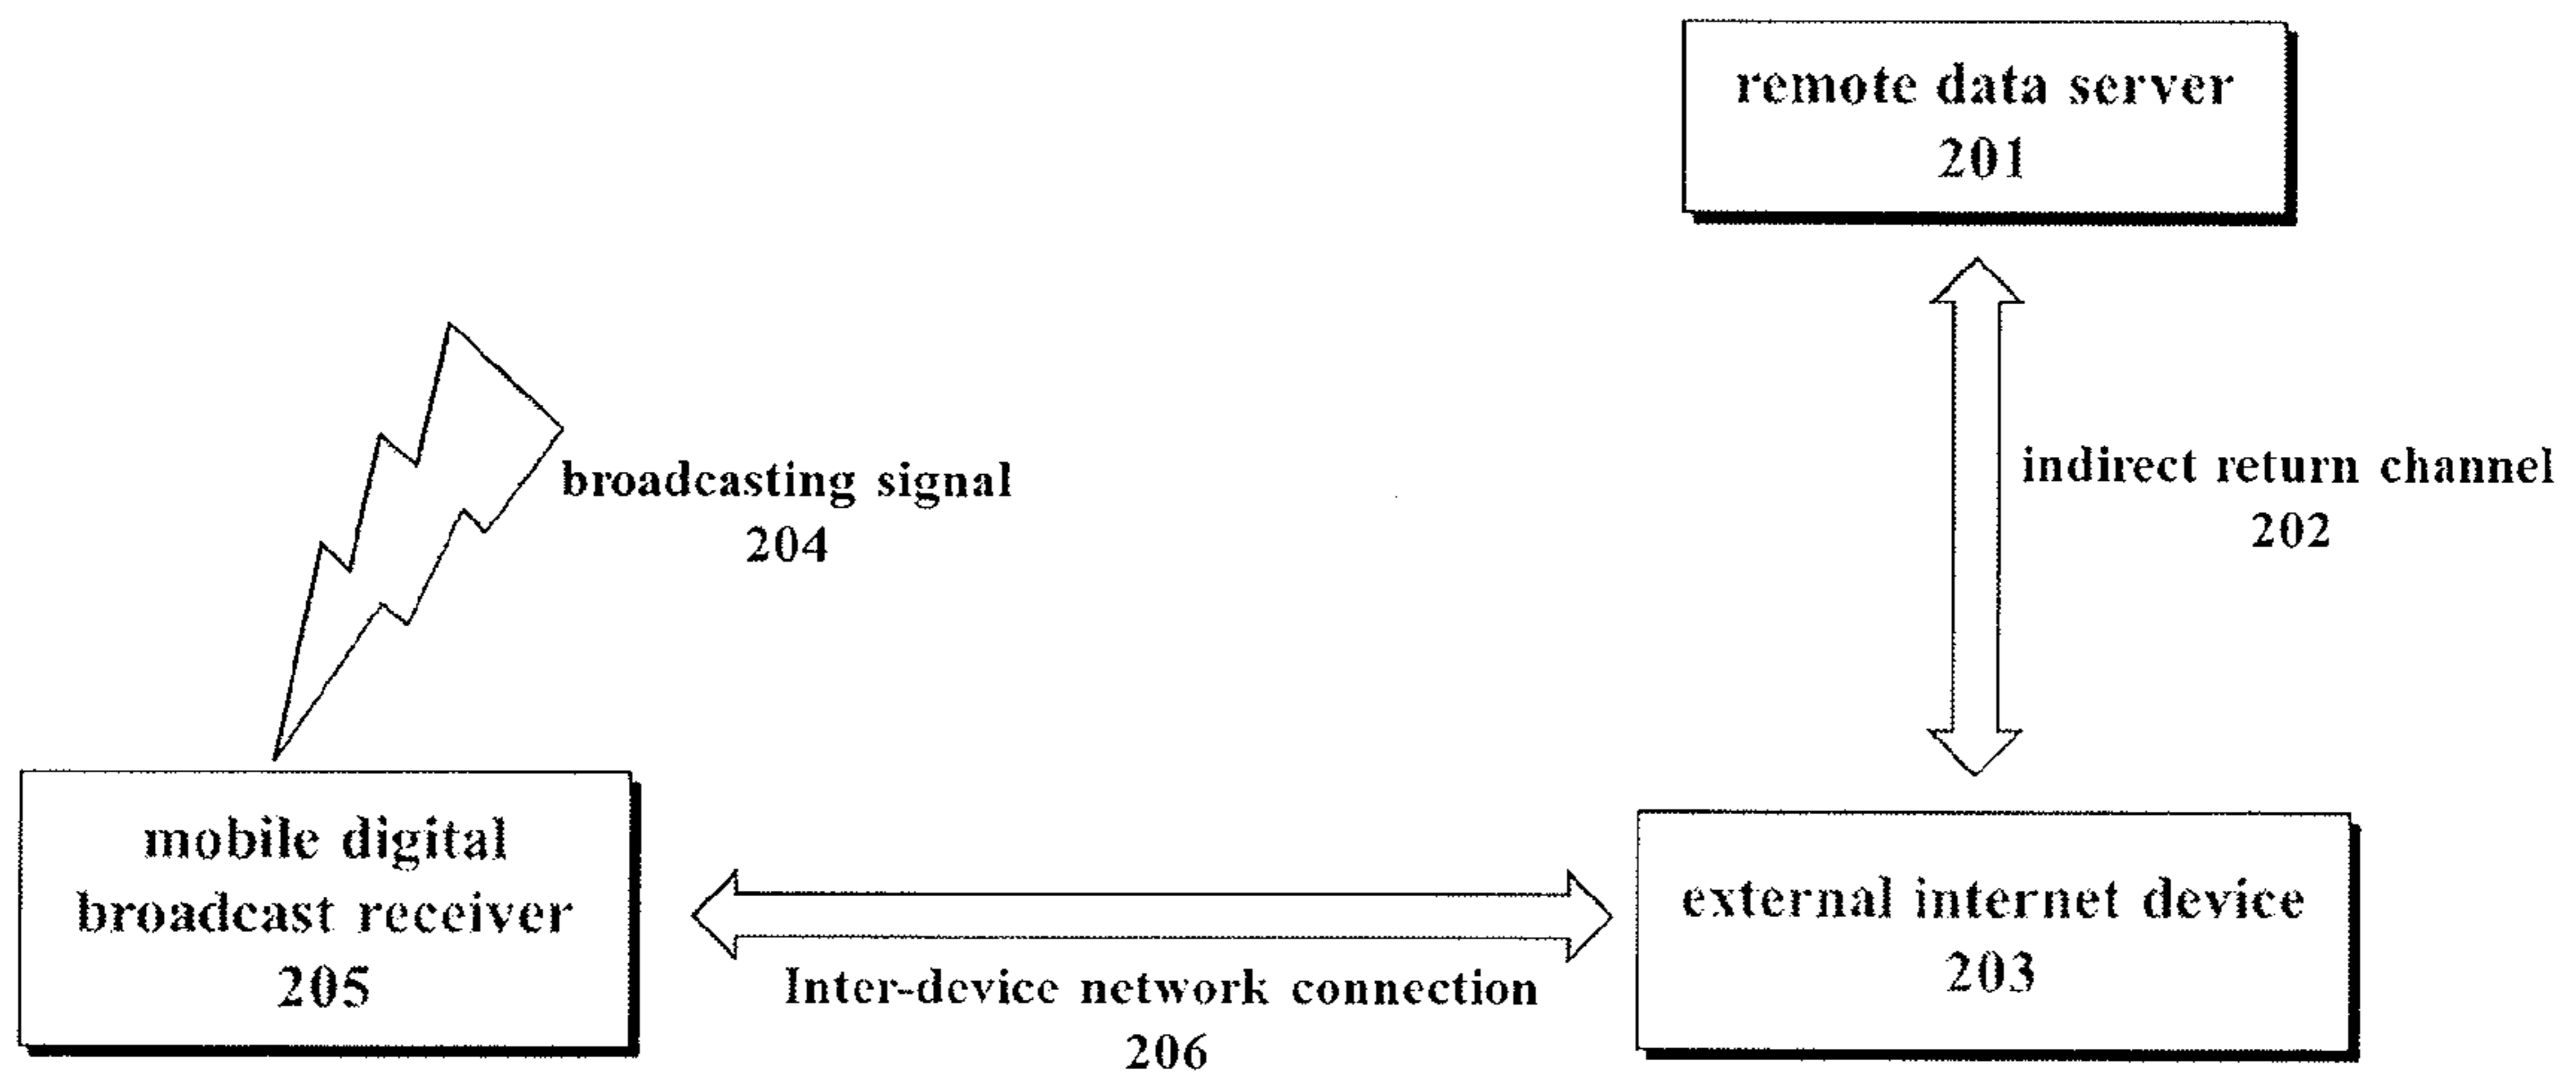 remote data server
201
broadcasting signal
204
indirect return channel
202
mobile digital
broadcast receiver
205
Inter-device network connection
206
external internet device
203